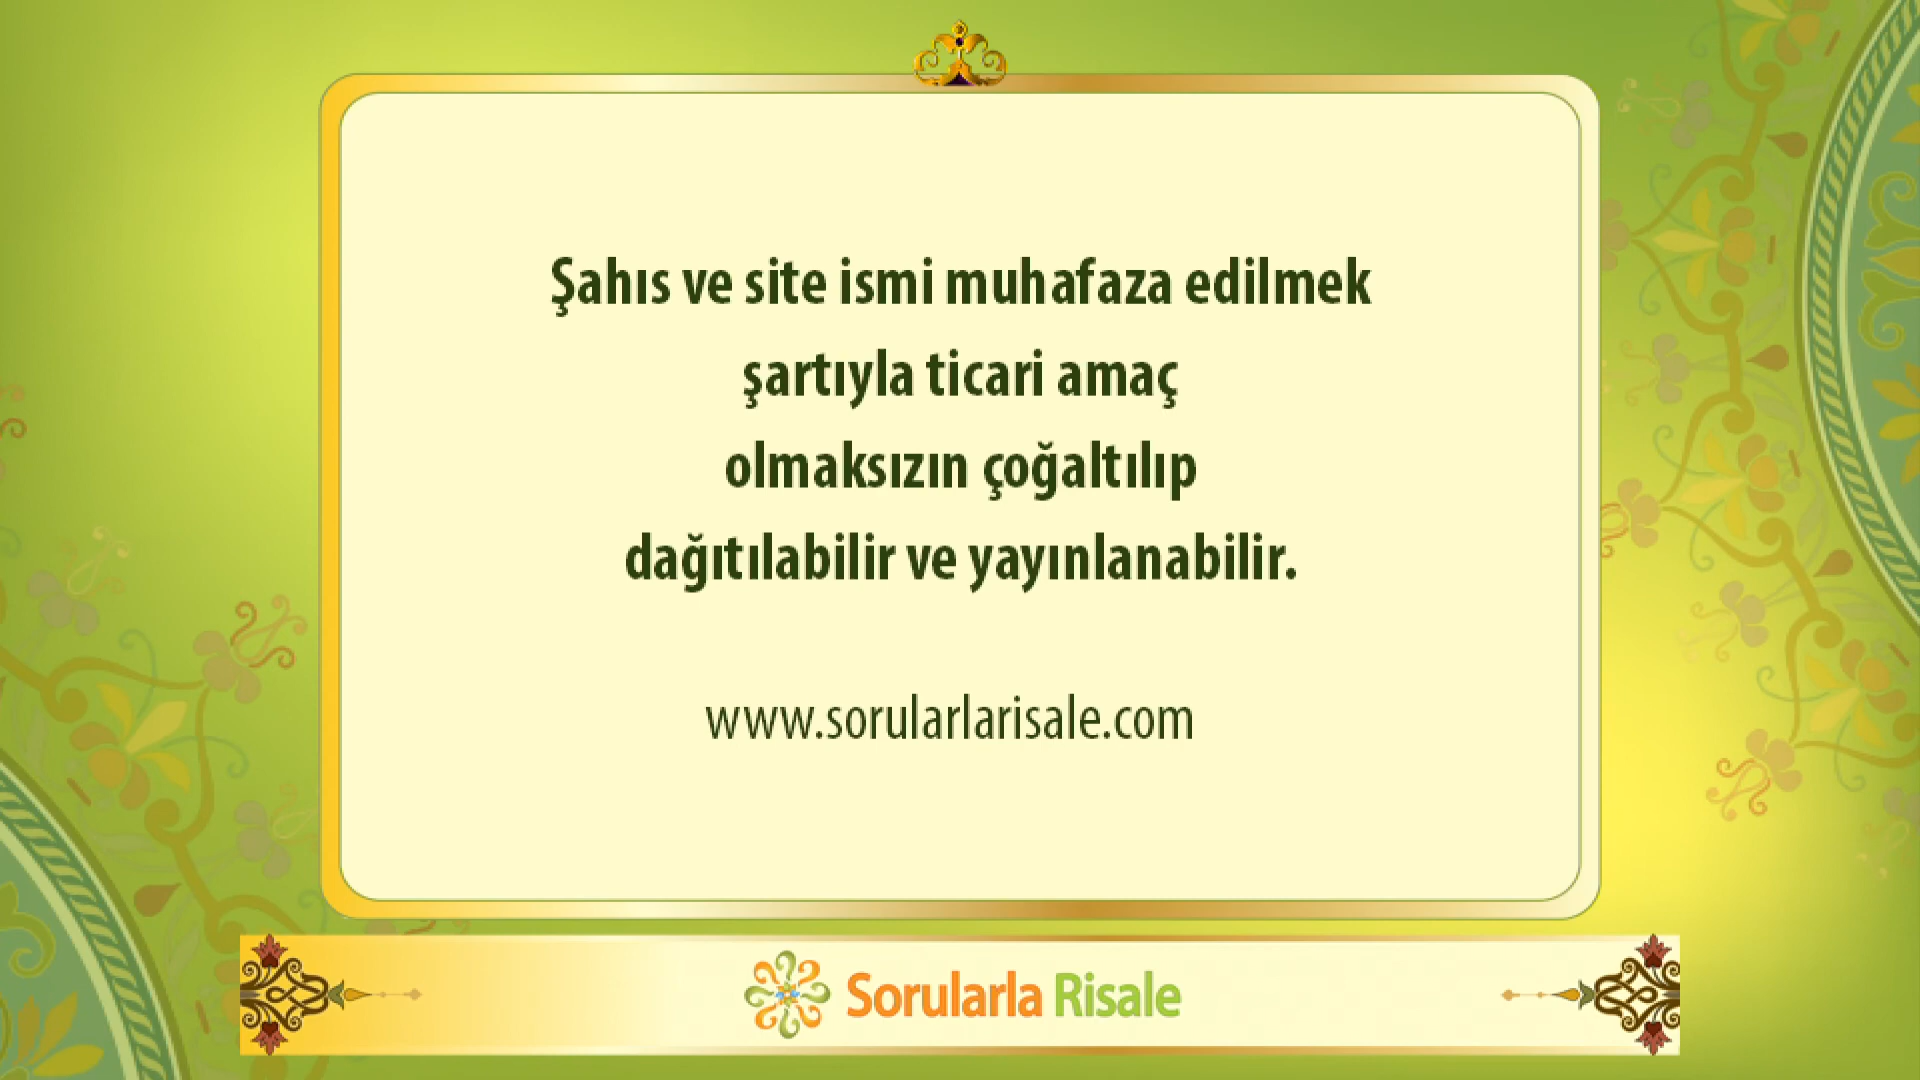 Şahıs ve site ismi muhafaza edilmek
şartıyla ticari amaç
olmaksızın çoğaltılıp
dağıtılabilir ve yayınlanabilir.
www.sorularlarisale.com
Sorularla Risale